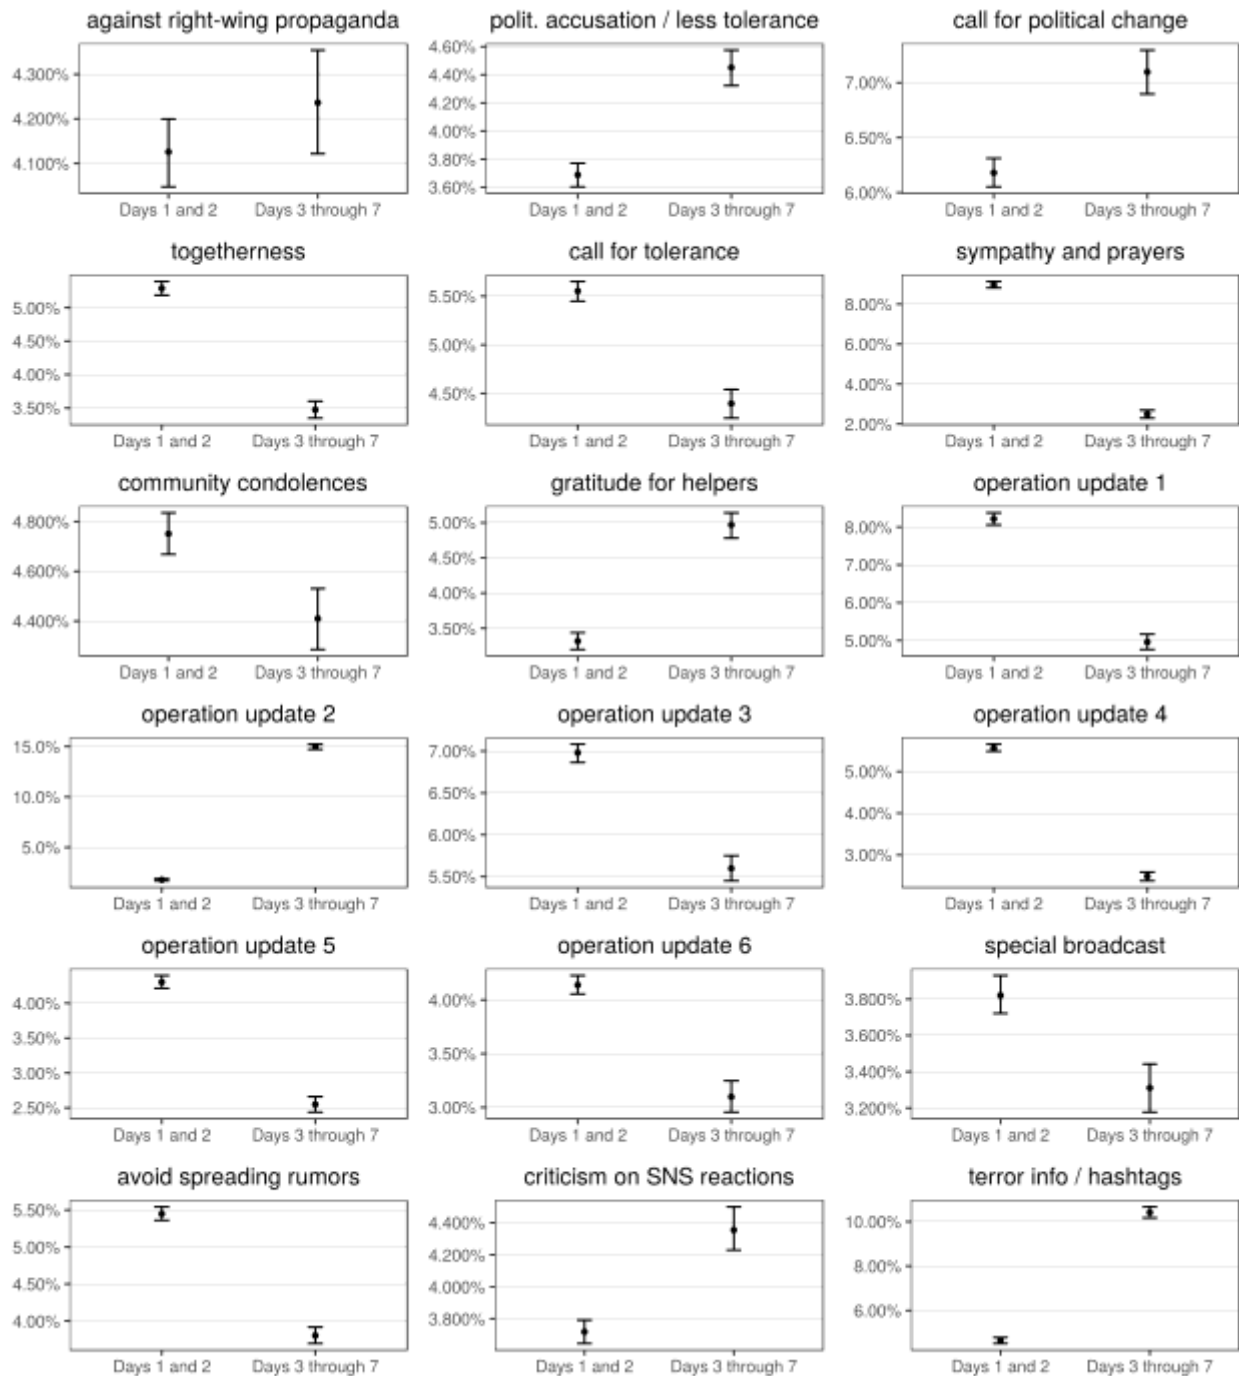 against right-wing propaganda
polit. accusation / less tolerance
call for political change
4.300%
4.200%
4.100%
Days 1 and 2 Days 3 through 7
4.60%
4.40%
4.20%
4.00%
3.80%
3.60%
Days 1 and 2 Days 3 through 7
7.00%
6.50%
6.00%
Days 1 and 2 Days 3 through 7
togetherness
call for tolerance
sympathy and prayers
5.00%
4.50%
4.00%
3.50%
Days 1 and 2 Days 3 through 7
5.50%
5.00%
4.50%
Days 1 and 2 Days 3 through 7
8.00%
6.00%
4.00%
2.00%
Days 1 and 2 Days 3 through 7
community condolences
gratitude for helpers
operation update 1
4.800%
4.600%
4.400%
Days 1 and 2 Days 3 through 7
5.00%
4.50%
4.00%
3.50%
Days 1 and 2 Days 3 through 7
8.00%
7.00%
6.00%
5.00%
Days 1 and 2 Days 3 through 7
operation update 2
operation update 3
operation update 4
15.0%
10.0%
5.0%
Days 1 and 2 Days 3 through 7
7.00%
6.50%
6.00%
5.50%
Days 1 and 2 Days 3 through 7
5.00%
4.00%
3.00%
Days 1 and 2 Days 3 through 7
operation update 5
operation update 6
special broadcast
4.00%
3.50%
3.00%
2.50%
Days 1 and 2 Days 3 through 7
4.00%
3.50%
3.00%
Days 1 and 2 Days 3 through 7
3.800%
3.600%
3.400%
3.200%
Days 1 and 2 Days 3 through 7
avoid spreading rumors
criticism on SNS reactions
terror info / hashtags
5.50%
5.00%
4.50%
4.00%
Days 1 and 2 Days 3 through 7
4.400%
4.200%
4.000%
3.800%
Days 1 and 2 Days 3 through 7
10.00%
8.00%
6.00%
Days 1 and 2 Days 3 through 7